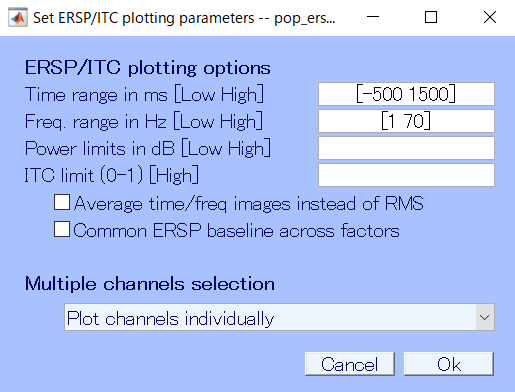 Set ERSP/ITC plotting parameters -- pop_ers...
ERSP/ITC plotting options
Time range in ms [Low High] [-500 1500]
Freq. range in Hz [Low High] [1 70]
Power limits in dB [Low High]
ITC limit (0-1) [High]
Average time/freq images instead of RMS
Common ERSP baseline across factors
Multiple channels selection
Plot channels individually
Cancel Ok